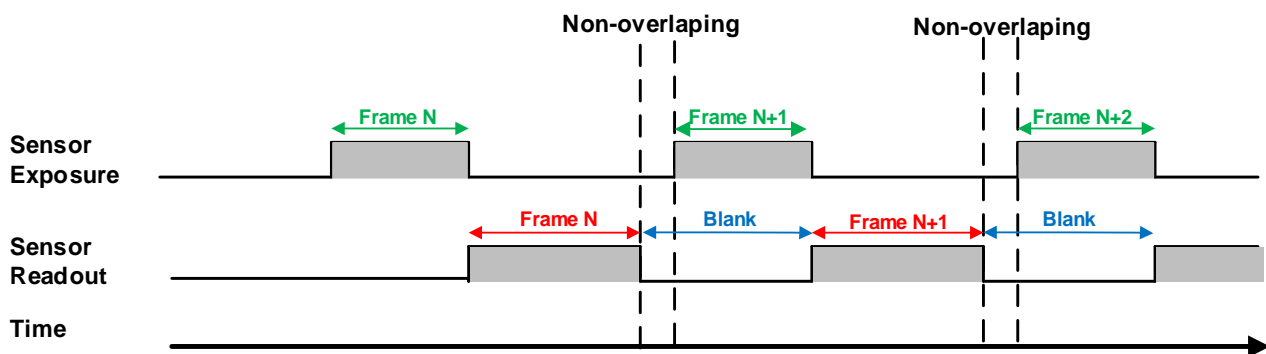 Non-overlaping
Non-overlaping
Frame N
Frame N+1
Frame N+2
Sensor
Exposure
Frame N
Blank
Frame N+1
Blank
Sensor
Readout
Time